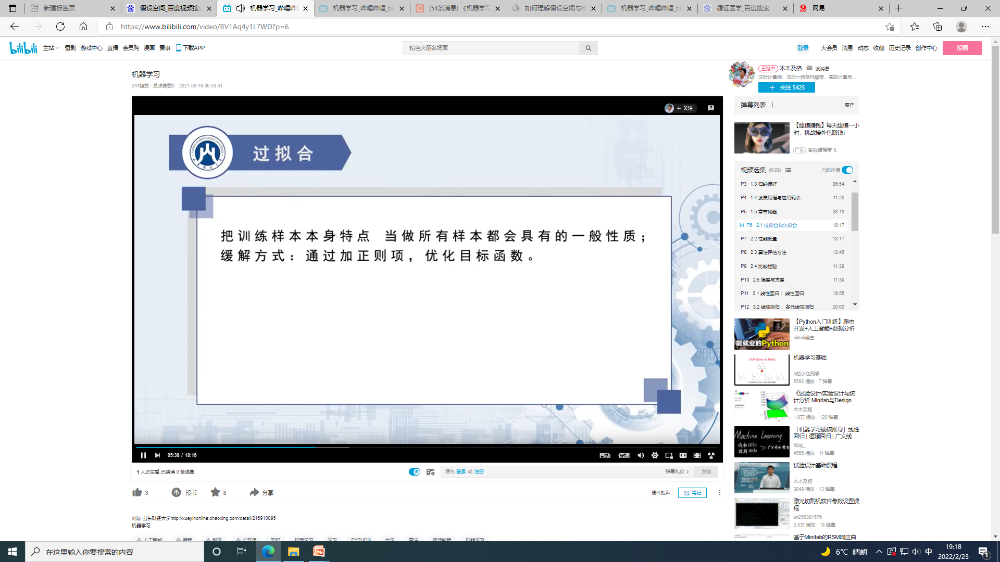 新建标签页
假设空间_百度视频搜索
机器学习_哔哩哔哩
机器学习_哔哩哔哩_bi
(54条消息)《机器学习
如何理解假设空间与版
机器学习_哔哩哔哩_bi
循证医学_百度搜索
网易
https://www.bilibili.com/video/BV1Aq4y1L7WD?p=6
bilibili 主站 番剧 游戏中心 直播 会员购 漫画 赛事 下载APP
粉色火箭名场面
登录 大会员 消息 动态 收藏 历史记录 创作中心 投稿
机器学习
244播放 · 总弹幕数0 2021-06-19 00:43:51
直播中 木木及格 发消息
注册计量师、注册六西格玛黑带、高级计量员...
+ 关注 5425
+ 关注
过拟合
把训练样本本身特点 当做所有样本都会具有的一般性质；
缓解方式：通过加正则项，优化目标函数。
05:38 / 18:16
自动 倍速
1 人正在看,已装填 0 条弹幕
弹
请先 登录 或 注册
弹幕礼仪 >
发送
3 投币 8 分享
稿件投诉 笔记
刘慧 山东财经大学http://xueyinonline.chaoxing.com/detail/216910095
机器学习
人工智能 编程 科学 公开课 知识 校园学习 学习 PYTHON 大学 算法 视频教程 机器学习
弹幕列表 展开
【建模赚钱】每天建模一小
时，挑战接外包赚钱！
广告 戳我建模带飞
视频选集 (6/29) 自动连播
P3 1.3 归纳偏好 06:54
P4 1.4 发展历程与应用现状 11:25
P5 1.5 章节测验 08:18
P6 2.1 过拟合和欠拟合 18:17
P7 2.2 性能度量 18:17
P8 2.3 算法评估方法 12:46
P9 2.4 比较检验 11:39
P10 2.5 偏差与方差 11:39
P11 3.1 线性回归：线性回归 18:55
P12 3.2 线性回归：多元线性回归 20:02
能就业的Python
【Python入门训练】爬虫
开发+人工智能+数据分析
bilibili课堂
OvR (One vs Rest)
机器学习基础
b站小江同学
5592 播放 · 7 弹幕
《试验设计/实验设计与统
计分析 Minitab与Design...
木木及格
1.0万 播放 · 120 弹幕
Machine Learning
线性回归
逻辑回归
> 广义线性模型
「机器学习硬核推导」线性
回归 | 逻辑回归 | 广义线...
毕成_
4565 播放 · 11 弹幕
试验设计基础课程
木木及格
3849 播放 · 13 弹幕
激光切割机软件参数设置课
程
wr250801576
3.5万 播放 · 18 弹幕
基于Minitab的RSM响应曲
在这里输入你要搜索的内容
6°C 晴朗
中
19:18
2022/2/23
1